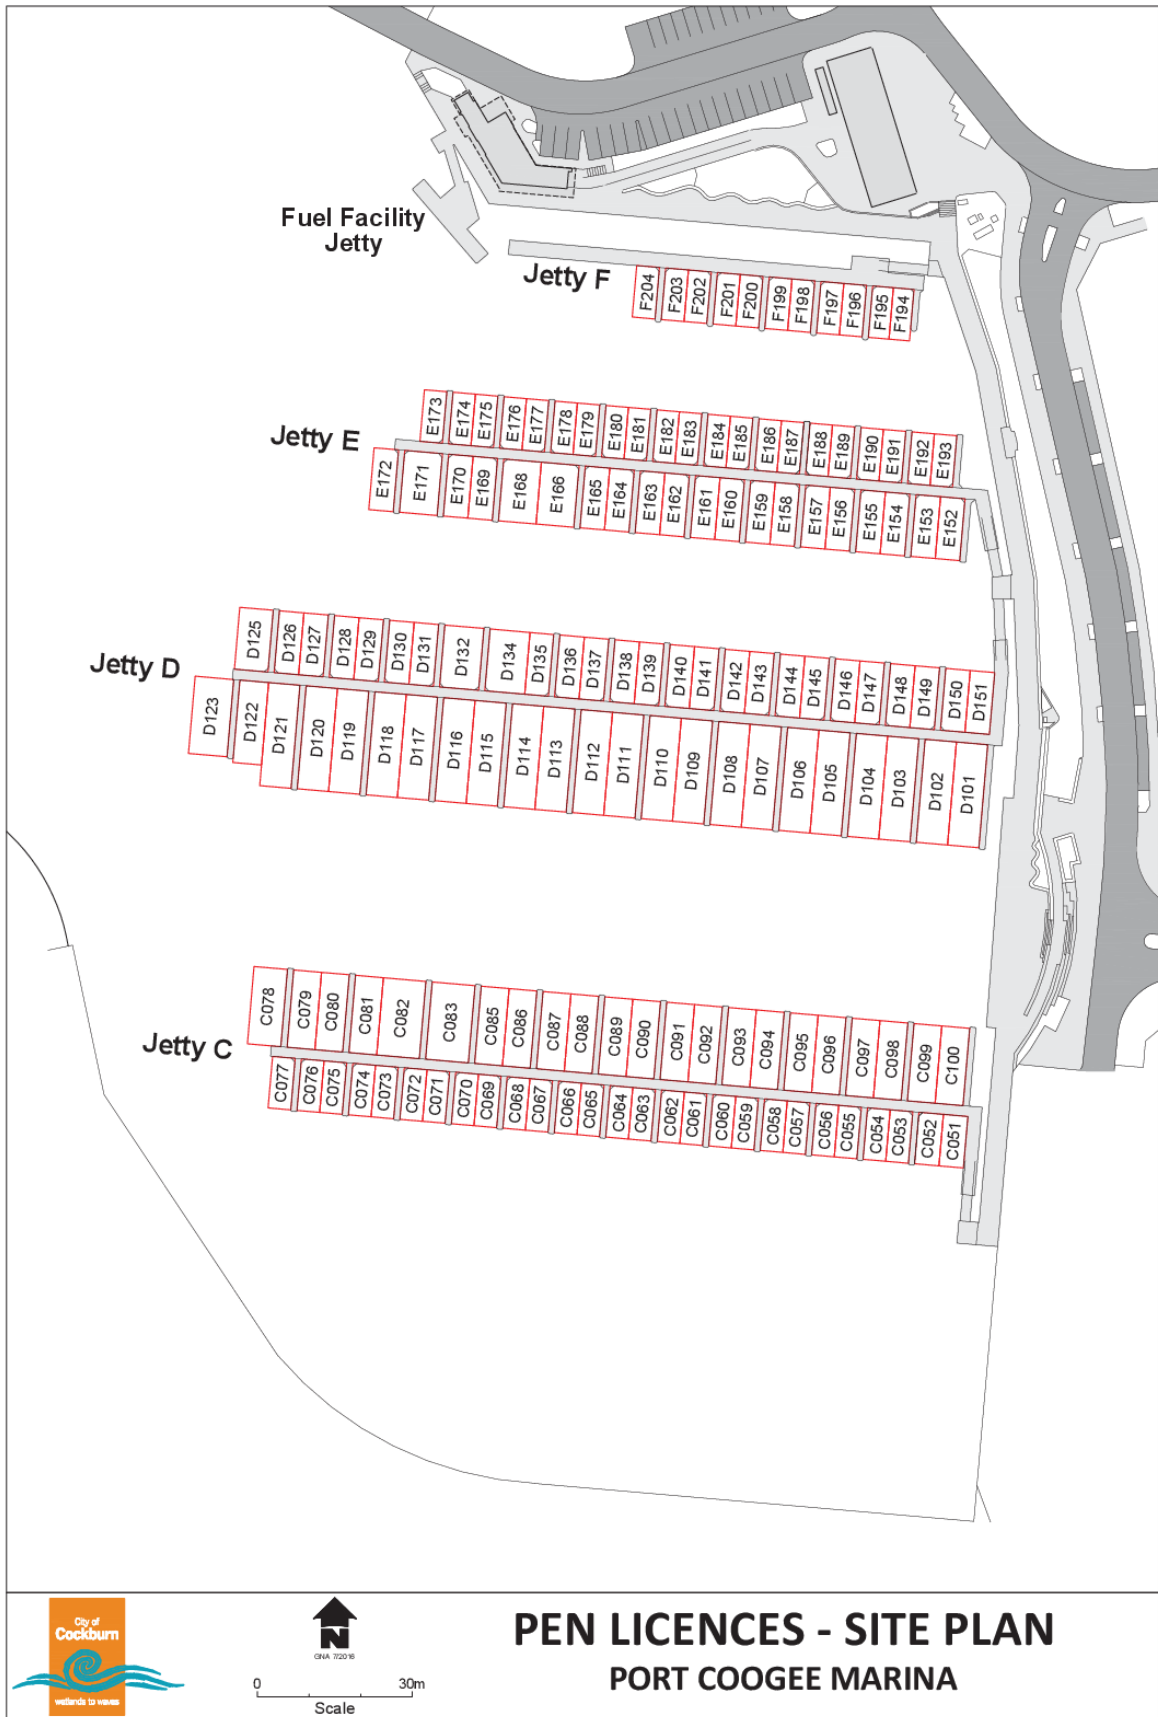 Fuel Facility
Jetty
Jetty F
F204
F203
F202
F201
F200
F199
F198
F197
F196
F195
F194
Jetty E
E173
E174
E175
E176
E177
E178
E179
E180
E181
E182
E183
E184
E185
E186
E187
E188
E189
E190
E191
E192
E193
E172
E171
E170
E169
E168
E166
E165
E164
E163
E162
E161
E160
E159
E158
E157
E156
E155
E154
E153
E152
Jetty D
D125
D126
D127
D128
D129
D130
D131
D132
D134
D135
D136
D137
D138
D139
D140
D141
D142
D143
D144
D145
D146
D147
D148
D149
D150
D151
D123
D122
D121
D120
D119
D118
D117
D116
D115
D114
D113
D112
D111
D110
D109
D108
D107
D106
D105
D104
D103
D102
D101
Jetty C
C078
C079
C080
C081
C082
C083
C085
C086
C087
C088
C089
C090
C091
C092
C093
C094
C095
C096
C097
C098
C099
C100
C077
C076
C075
C074
C073
C072
C071
C070
C069
C068
C067
C066
C065
C064
C063
C062
C061
C060
C059
C058
C057
C056
C055
C054
C053
C052
C051
City of
Cockburn
wetlands to waves
N
GNA 7/2016
0 30m
Scale
PEN LICENCES - SITE PLAN
PORT COOGEE MARINA